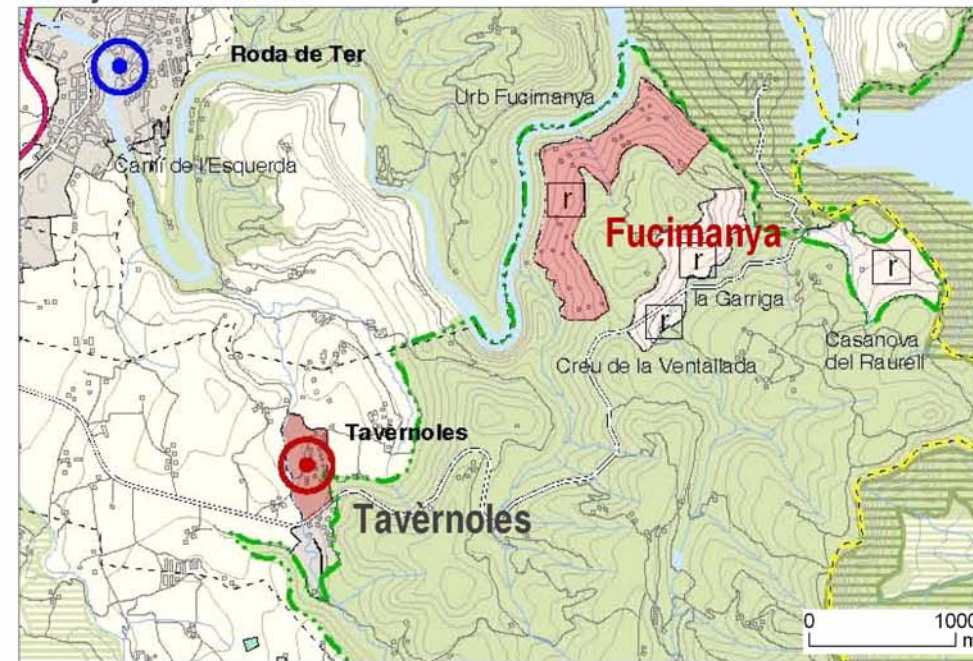 Roda de Ter
Urb Fucimanya
Camí de l'Esquerda
r
Fucimanya
r
r
la Garriga
r
Casanova
del Raurell
Creu de la Ventallada
Tavèrnoles
Tavèrnoles
0 1000
m